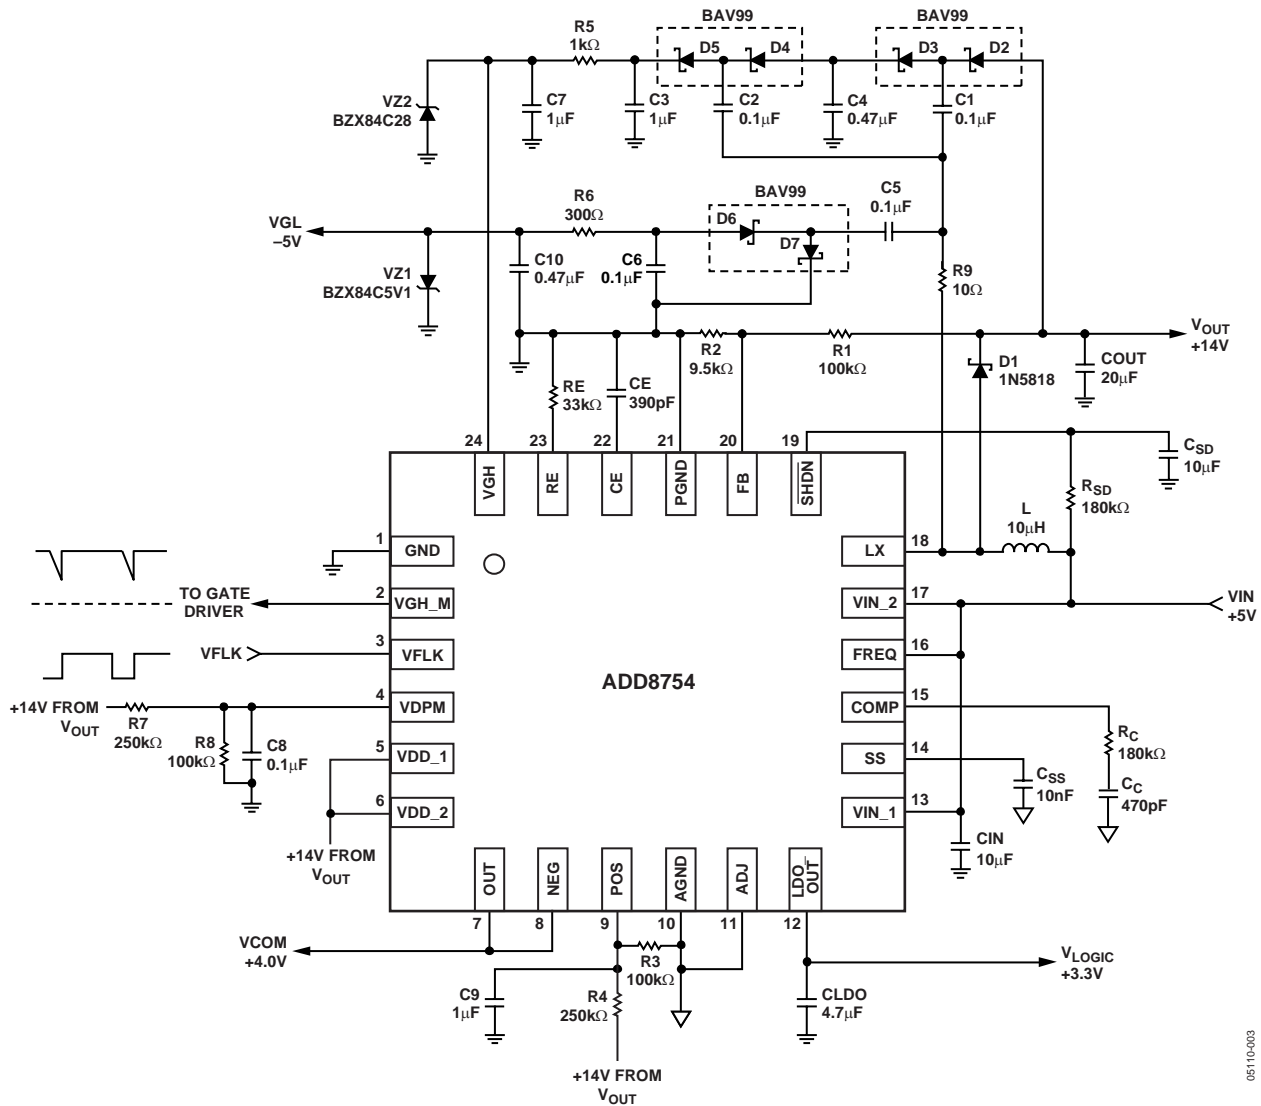 BAV99
BAV99
R5
1kΩ
D5
D4
D3
D2
VZ2
BZX84C28
C7
1μF
C3
1μF
C2
0.1μF
C4
0.47μF
C1
0.1μF
BAV99
R6
300Ω
C5
0.1μF
VGL
–5V
D6
D7
VZ1
BZX84C5V1
C10
0.47μF
C6
0.1μF
R9
10Ω
VOUT
+14V
R2
9.5kΩ
R1
100kΩ
D1
1N5818
COUT
20μF
RE
33kΩ
CE
390pF
24
23
22
21
20
19
VGH
RE
CE
PGND
FB
SHDN
CSD
10μF
RSD
180kΩ
L
10μH
1
GND
18
LX
TO GATE
DRIVER
2
VGH_M
17
VIN_2
VIN
+5V
VFLK
3
VFLK
16
FREQ
ADD8754
+14V FROM
VOUT
R7
250kΩ
R8
100kΩ
C8
0.1μF
4
VDPM
15
COMP
RC
180kΩ
CC
470pF
5
VDD_1
14
SS
CSS
10nF
6
VDD_2
13
VIN_1
+14V FROM
VOUT
CIN
10μF
OUT
NEG
POS
AGND
ADJ
LDO_
OUT
7
8
9
10
11
12
VCOM
+4.0V
R3
100kΩ
VLOGIC
+3.3V
C9
1μF
R4
250kΩ
CLDO
4.7μF
+14V FROM
VOUT
05110-003